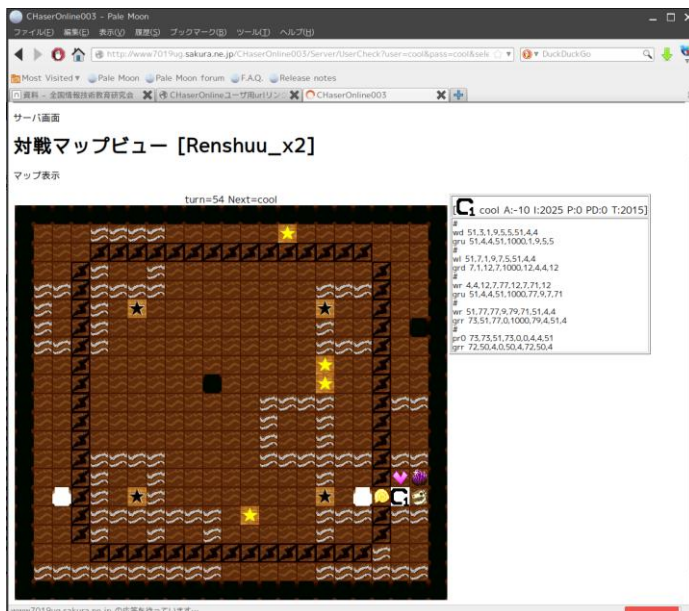 CHaserOnline003 - Pale Moon
ファイル(F) 編集(E) 表示(V) 履歴(S) ブックマーク(B) ツール(T) ヘルプ(H)
http://www7019ug.sakura.ne.jp/CHaserOnline003/Server/UserCheck?user=cool&pass=cool&sele
DuckDuckGo
Most Visited Pale Moon Pale Moon forum F.A.Q. Release notes
資料 - 全国情報技術教育研究会 CHaserOnlineユーザ用urlリン CHaserOnline003
サーバ画面
対戦マップビュー [Renshuu_x2]
マップ表示
turn=54 Next=cool
[C1 cool A:-10 I:2025 P:0 PD:0 T:2015]
#
wd 51,3,1,9,5,5,51,4,4
gru 51,4,4,51,1000,1,9,5,5
#
wl 51,7,1,9,7,5,51,4,4
grd 7,1,12,7,1000,12,4,4,12
#
wr 4,4,12,7,77,12,7,71,12
gru 51,4,4,51,1000,77,9,7,71
#
wr 51,77,77,9,79,71,51,4,4
grr 73,51,77,0,1000,79,4,51,4
#
pr0 73,73,51,73,0,0,4,4,51
grr 72,50,4,0,50,4,72,50,4
C1